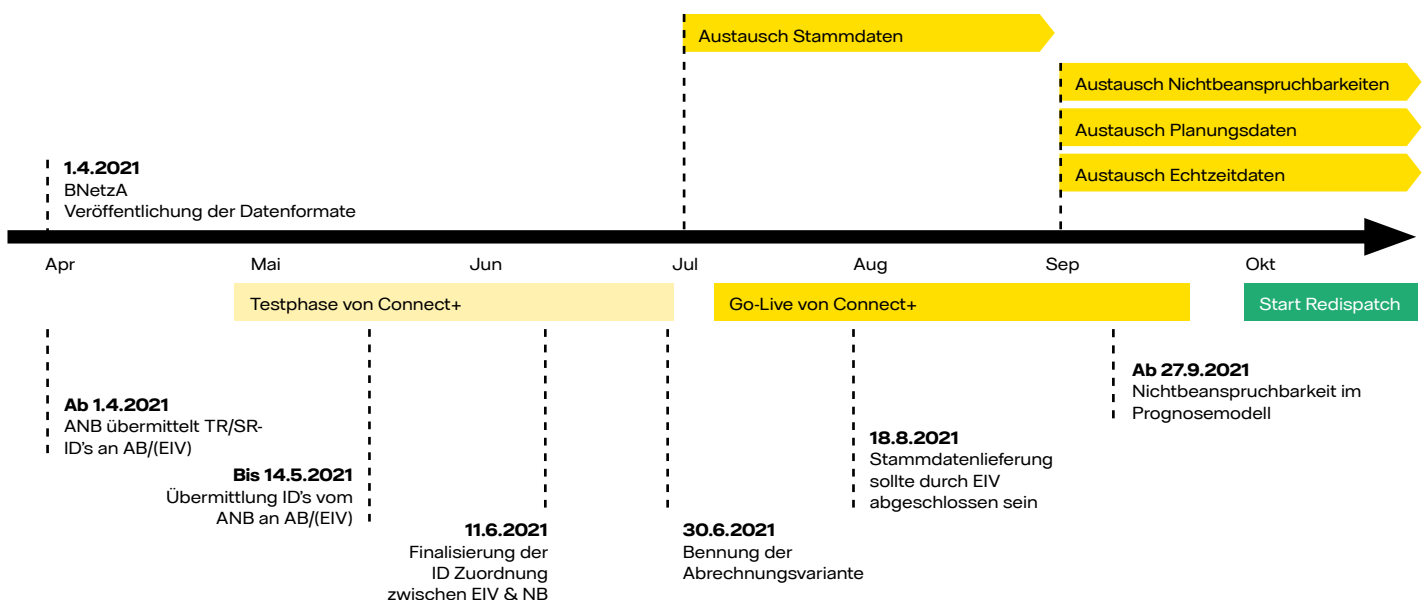 Austausch Stammdaten
Austausch Nichtbeanspruchbarkeiten
Austausch Planungsdaten
Austausch Echtzeitdaten
1.4.2021
BNetzA
Veröffentlichung der Datenformate
Apr
Mai
Jun
Jul
Aug
Sep
Okt
Testphase von Connect+
Go-Live von Connect+
Start Redispatch
Ab 1.4.2021
ANB übermittelt TR/SR-
ID's an AB/(EIV)
Bis 14.5.2021
Übermittlung ID's vom
ANB an AB/(EIV)
11.6.2021
Finalisierung der
ID Zuordnung
zwischen EIV & NB
30.6.2021
Bennung der
Abrechnungsvariante
18.8.2021
Stammdatenlieferung
sollte durch EIV
abgeschlossen sein
Ab 27.9.2021
Nichtbeanspruchbarkeit im
Prognosemodell